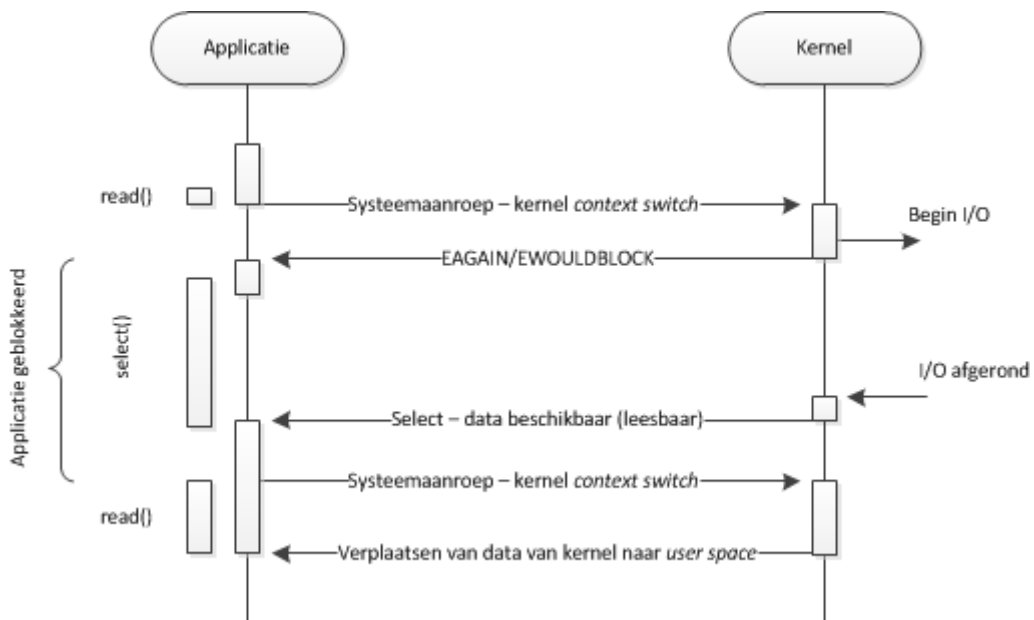 Applicatie
Kernel
read()
Systeemaanroep – kernel context switch
Begin I/O
EAGAIN/EWOULDBLOCK
Applicatie geblokkeerd
select()
I/O afgerond
Select – data beschikbaar (leesbaar)
Systeemaanroep – kernel context switch
read()
Verplaatsen van data van kernel naar user space